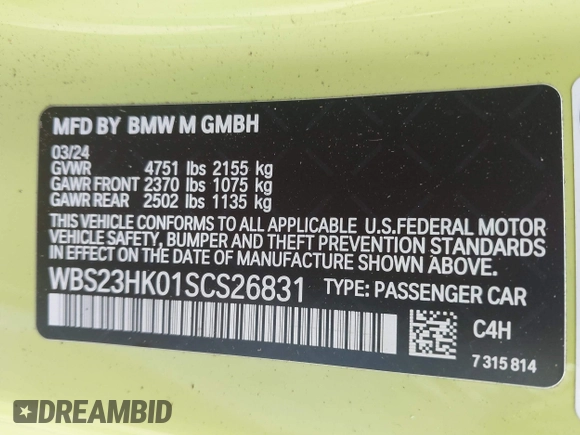 MFD BY BMW M GMBH
03/24
GVWR 4751 lbs 2155 kg
GAWR FRONT 2370 lbs 1075 kg
GAWR REAR 2502 lbs 1135 kg
THIS VEHICLE CONFORMS TO ALL APPLICABLE U.S.FEDERAL MOTOR
VEHICLE SAFETY, BUMPER AND THEFT PREVENTION STANDARDS
IN EFFECT ON THE DATE OF MANUFACTURE SHOWN ABOVE.
WBS23HK01SCS26831 TYPE: PASSENGER CAR
C4H
7 315 814
DREAMBID